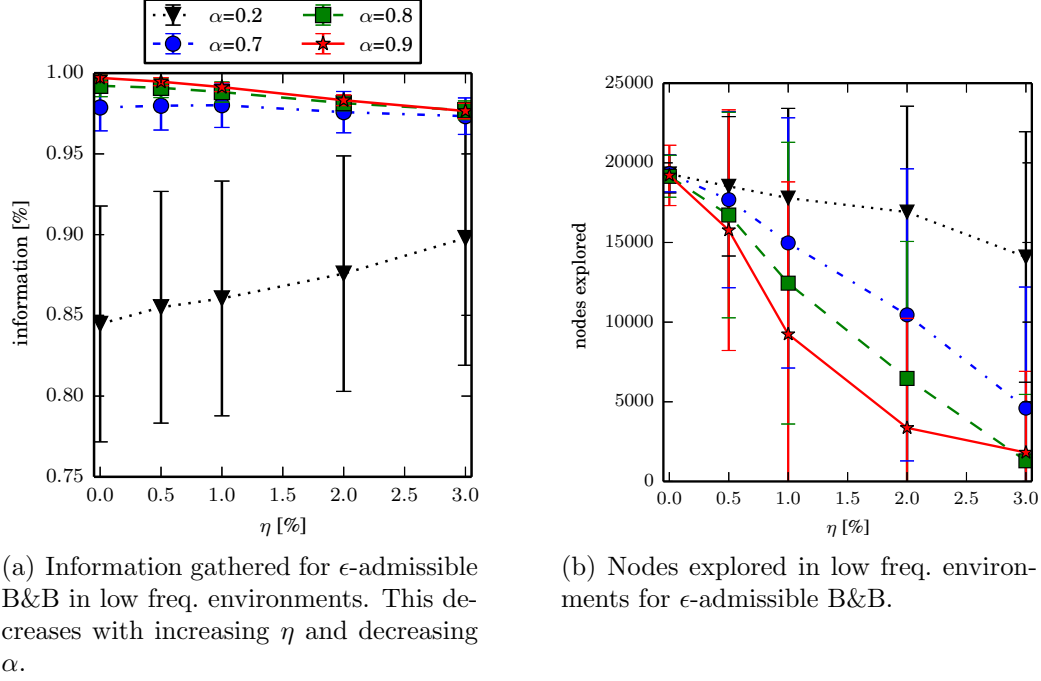 α=0.2 α=0.8
α=0.7 α=0.9
1.00
0.95
0.90
0.85
0.80
0.75
information [%]
0.0 0.5 1.0 1.5 2.0 2.5 3.0
η [%]
25000
20000
15000
10000
5000
0
nodes explored
0.0 0.5 1.0 1.5 2.0 2.5 3.0
η [%]
(a) Information gathered for ϵ-admissible
B&B in low freq. environments. This de-
creases with increasing η and decreasing
α.
(b) Nodes explored in low freq. environ-
ments for ϵ-admissible B&B.